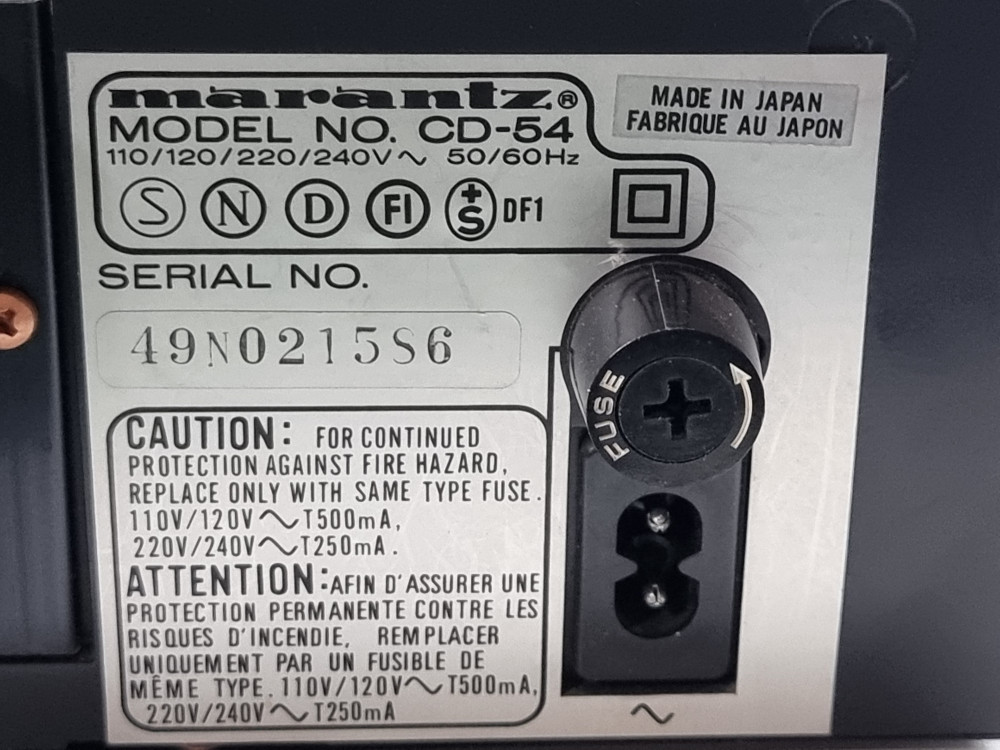 marantz®
MODEL NO. CD-54
110/120/220/240V~ 50/60Hz
S N D FI +S DF1
MADE IN JAPAN
FABRIQUE AU JAPON
SERIAL NO.
49N0215S6
FUSE
CAUTION: FOR CONTINUED
PROTECTION AGAINST FIRE HAZARD,
REPLACE ONLY WITH SAME TYPE FUSE.
110V/120V~T500mA,
220V/240V~T250mA.
ATTENTION: AFIN D'ASSURER UNE
PROTECTION PERMANENTE CONTRE LES
RISQUES D'INCENDIE, REMPLACER
UNIQUEMENT PAR UN FUSIBLE DE
MÊME TYPE. 110V/120V~T500mA,
220V/240V~T250mA
~